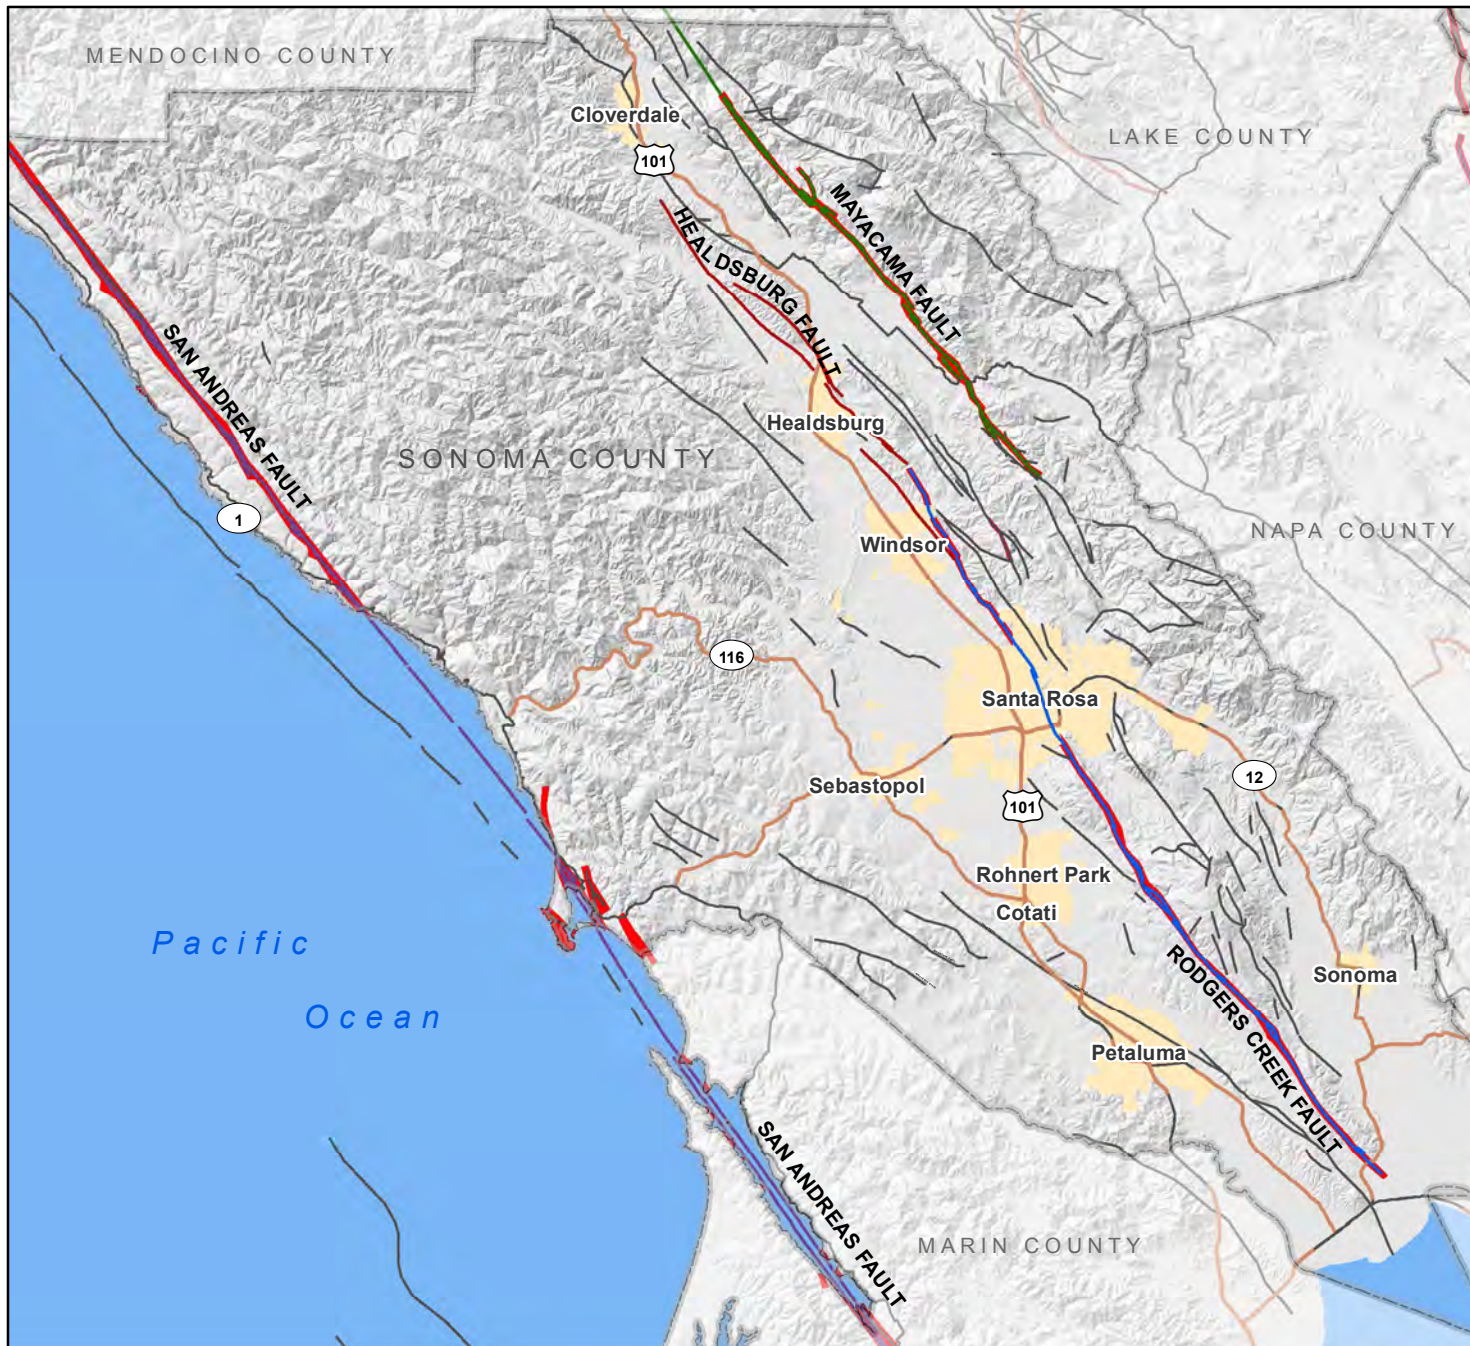 MENDOCINO COUNTY
Cloverdale
101
LAKE COUNTY
MAYACAMA FAULT
HEALDSBURG FAULT
SAN ANDREAS FAULT
Healdsburg
SONOMA COUNTY
1
NAPA COUNTY
Windsor
116
Santa Rosa
12
Sebastopol
101
Rohnert Park
Cotati
Pacific
Ocean
Sonoma
RODGERS CREEK FAULT
Petaluma
SAN ANDREAS FAULT
MARIN COUNTY